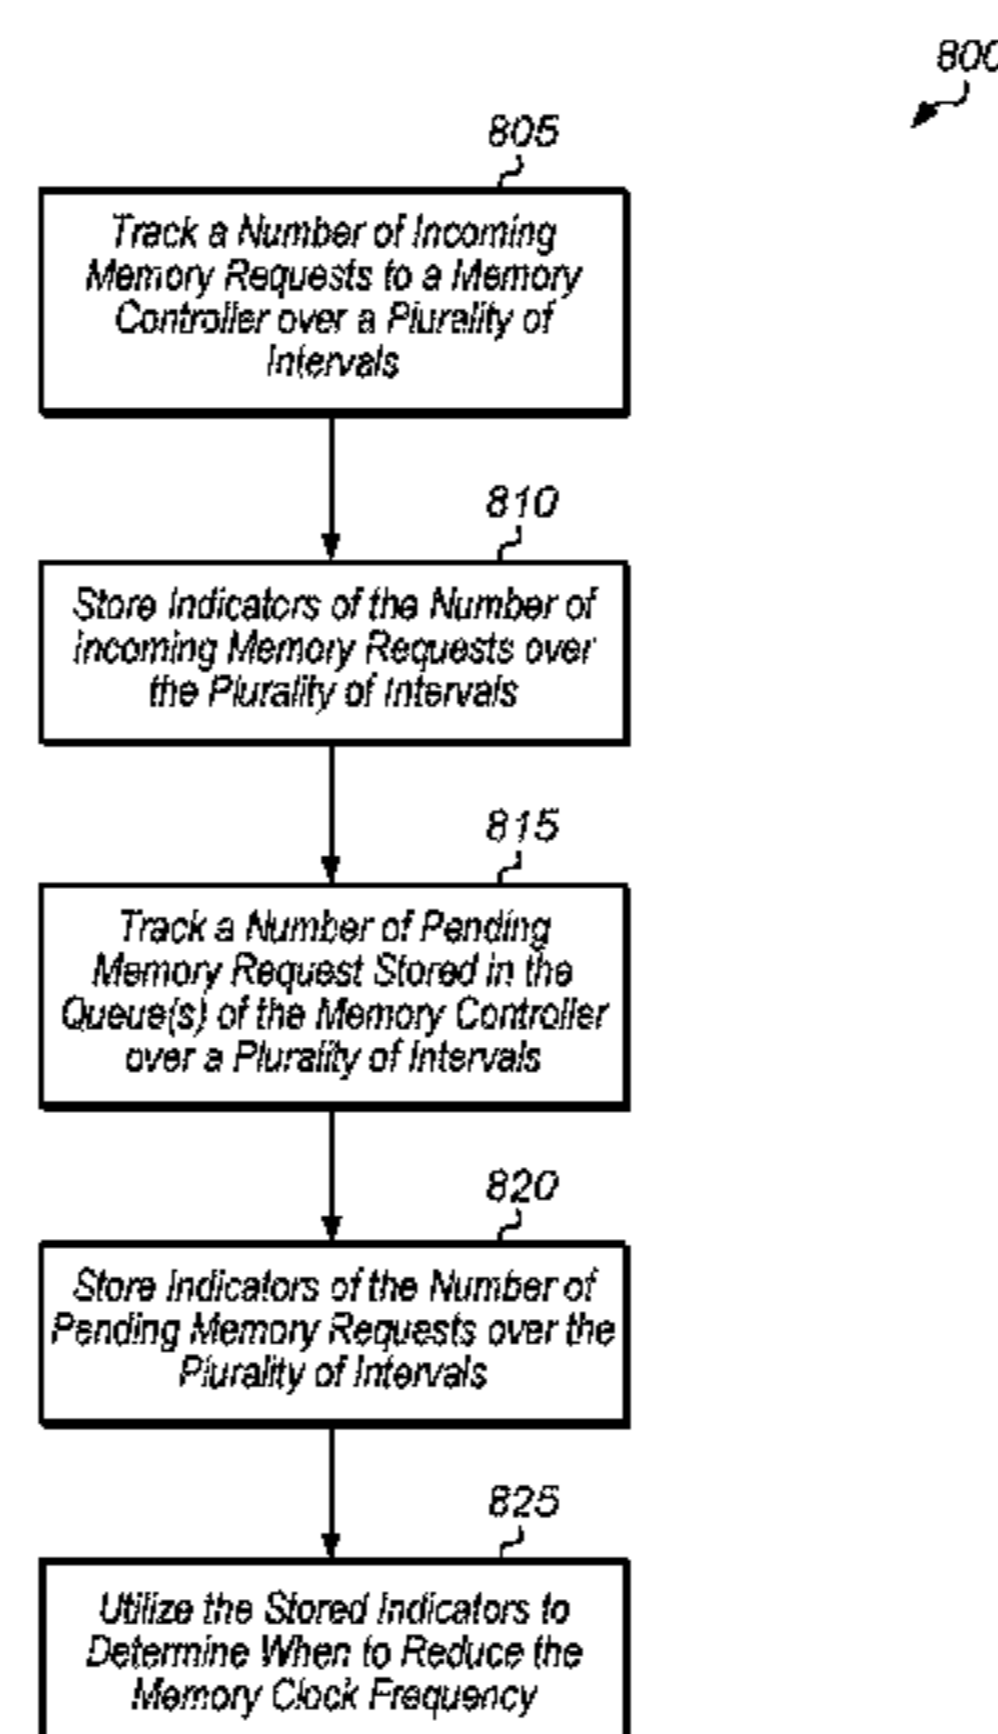 800
805
Track a Number of Incoming
Memory Requests to a Memory
Controller over a Plurality of
Intervals
810
Store Indicators of the Number of
incoming Memory Requests over
the Plurality of Intervals
815
Track a Number of Pending
Memory Request Stored in the
Queue(s) of the Memory Controller
over a Plurality of Intervals
820
Store Indicators of the Number of
Pending Memory Requests over the
Plurality of Intervals
825
Utilize the Stored Indicators to
Determine When to Reduce the
Memory Clock Frequency